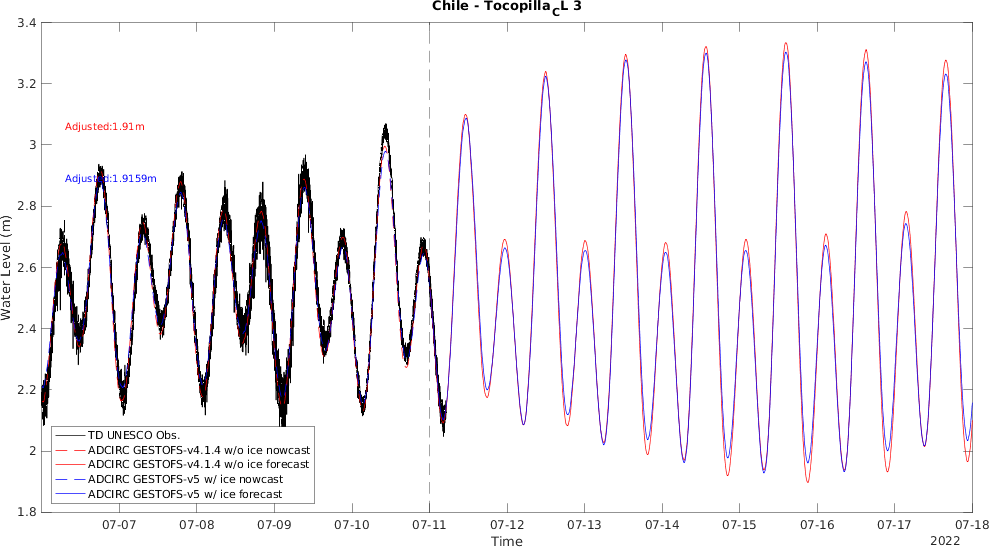 Chile - Tocopilla_CL 3
3.4
3.2
3
2.8
2.6
2.4
2.2
2
1.8
Water Level (m)
Adjusted:1.91m
Adjusted:1.9159m
TD UNESCO Obs.
ADCIRC GESTOFS-v4.1.4 w/o ice nowcast
ADCIRC GESTOFS-v4.1.4 w/o ice forecast
ADCIRC GESTOFS-v5 w/ ice nowcast
ADCIRC GESTOFS-v5 w/ ice forecast
07-07 07-08 07-09 07-10 07-11 07-12 07-13 07-14 07-15 07-16 07-17 07-18
Time
2022